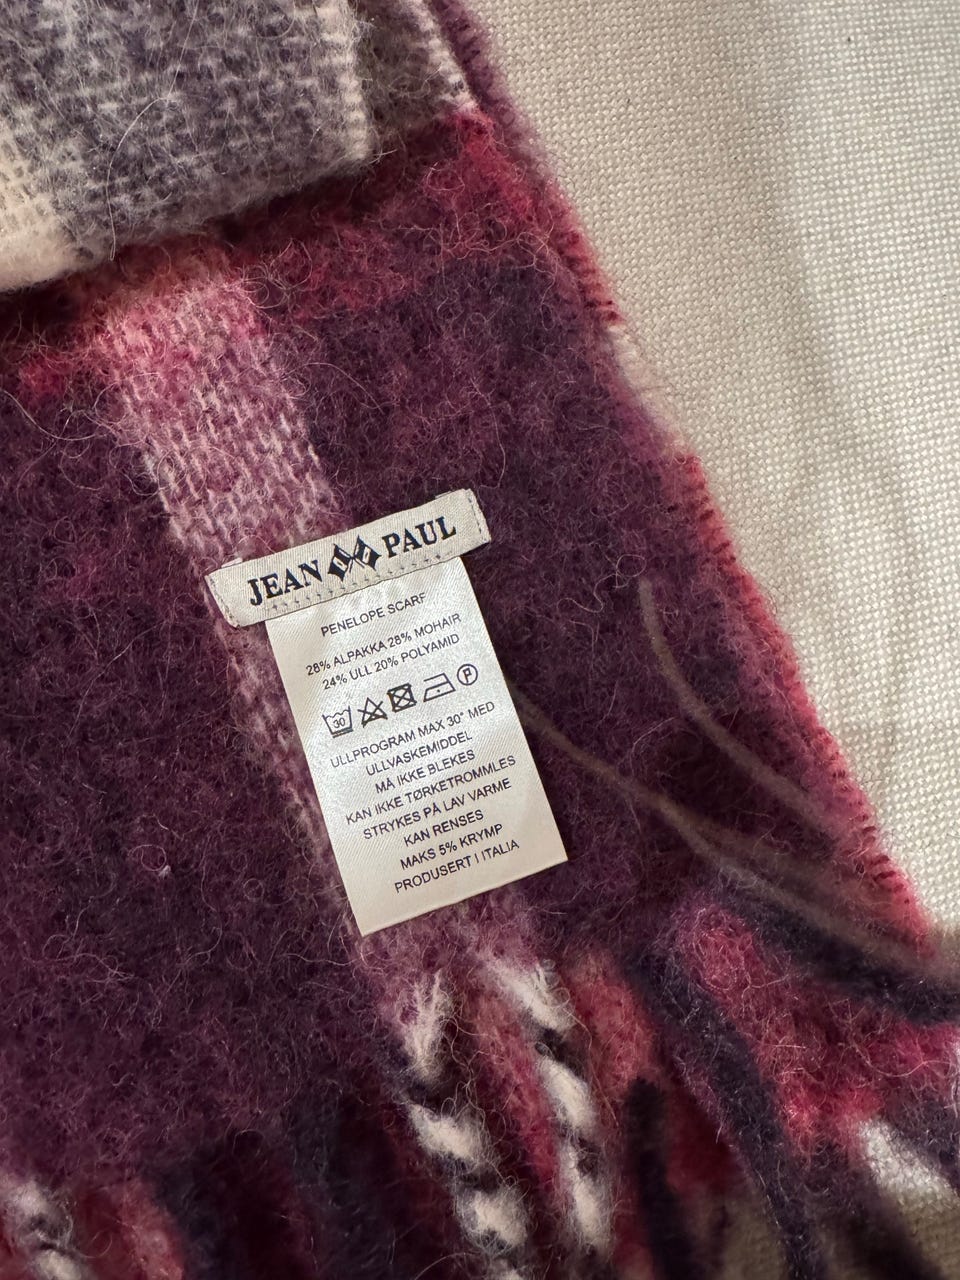 JEAN PAUL
PENELOPE SCARF
28% ALPAKKA 28% MOHAIR
24% ULL 20% POLYAMID
30 P
ULLPROGRAM MAX 30° MED
ULLVASKEMIDDEL
MÅ IKKE BLEKES
KAN IKKE TØRKETROMMLES
STRYKES PÅ LAV VARME
KAN RENSES
MAKS 5% KRYMP
PRODUSERT I ITALIA